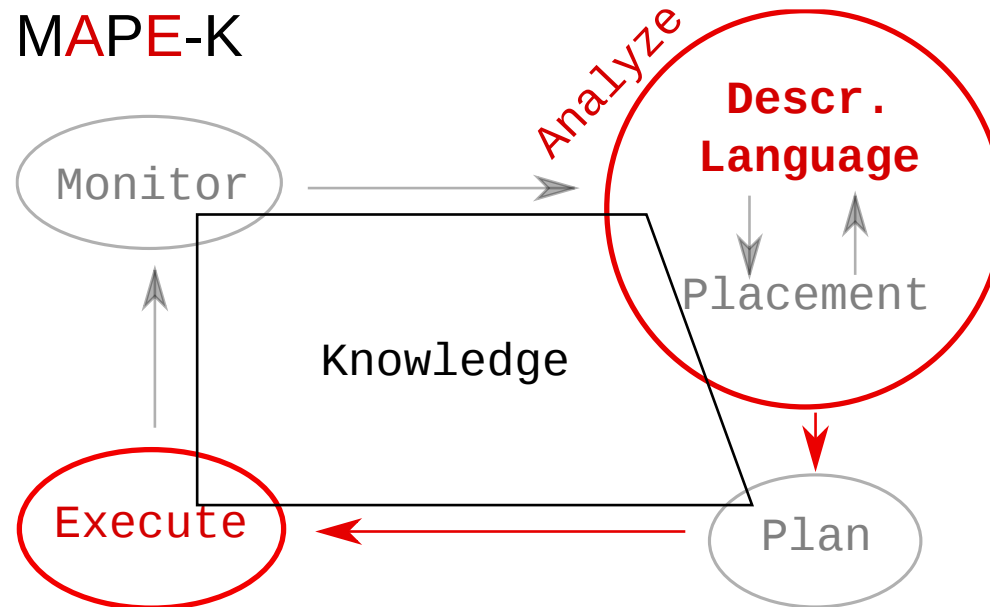 MAPE-K
Analyze
Descr.
Language
Monitor
Placement
Knowledge
Execute
Plan